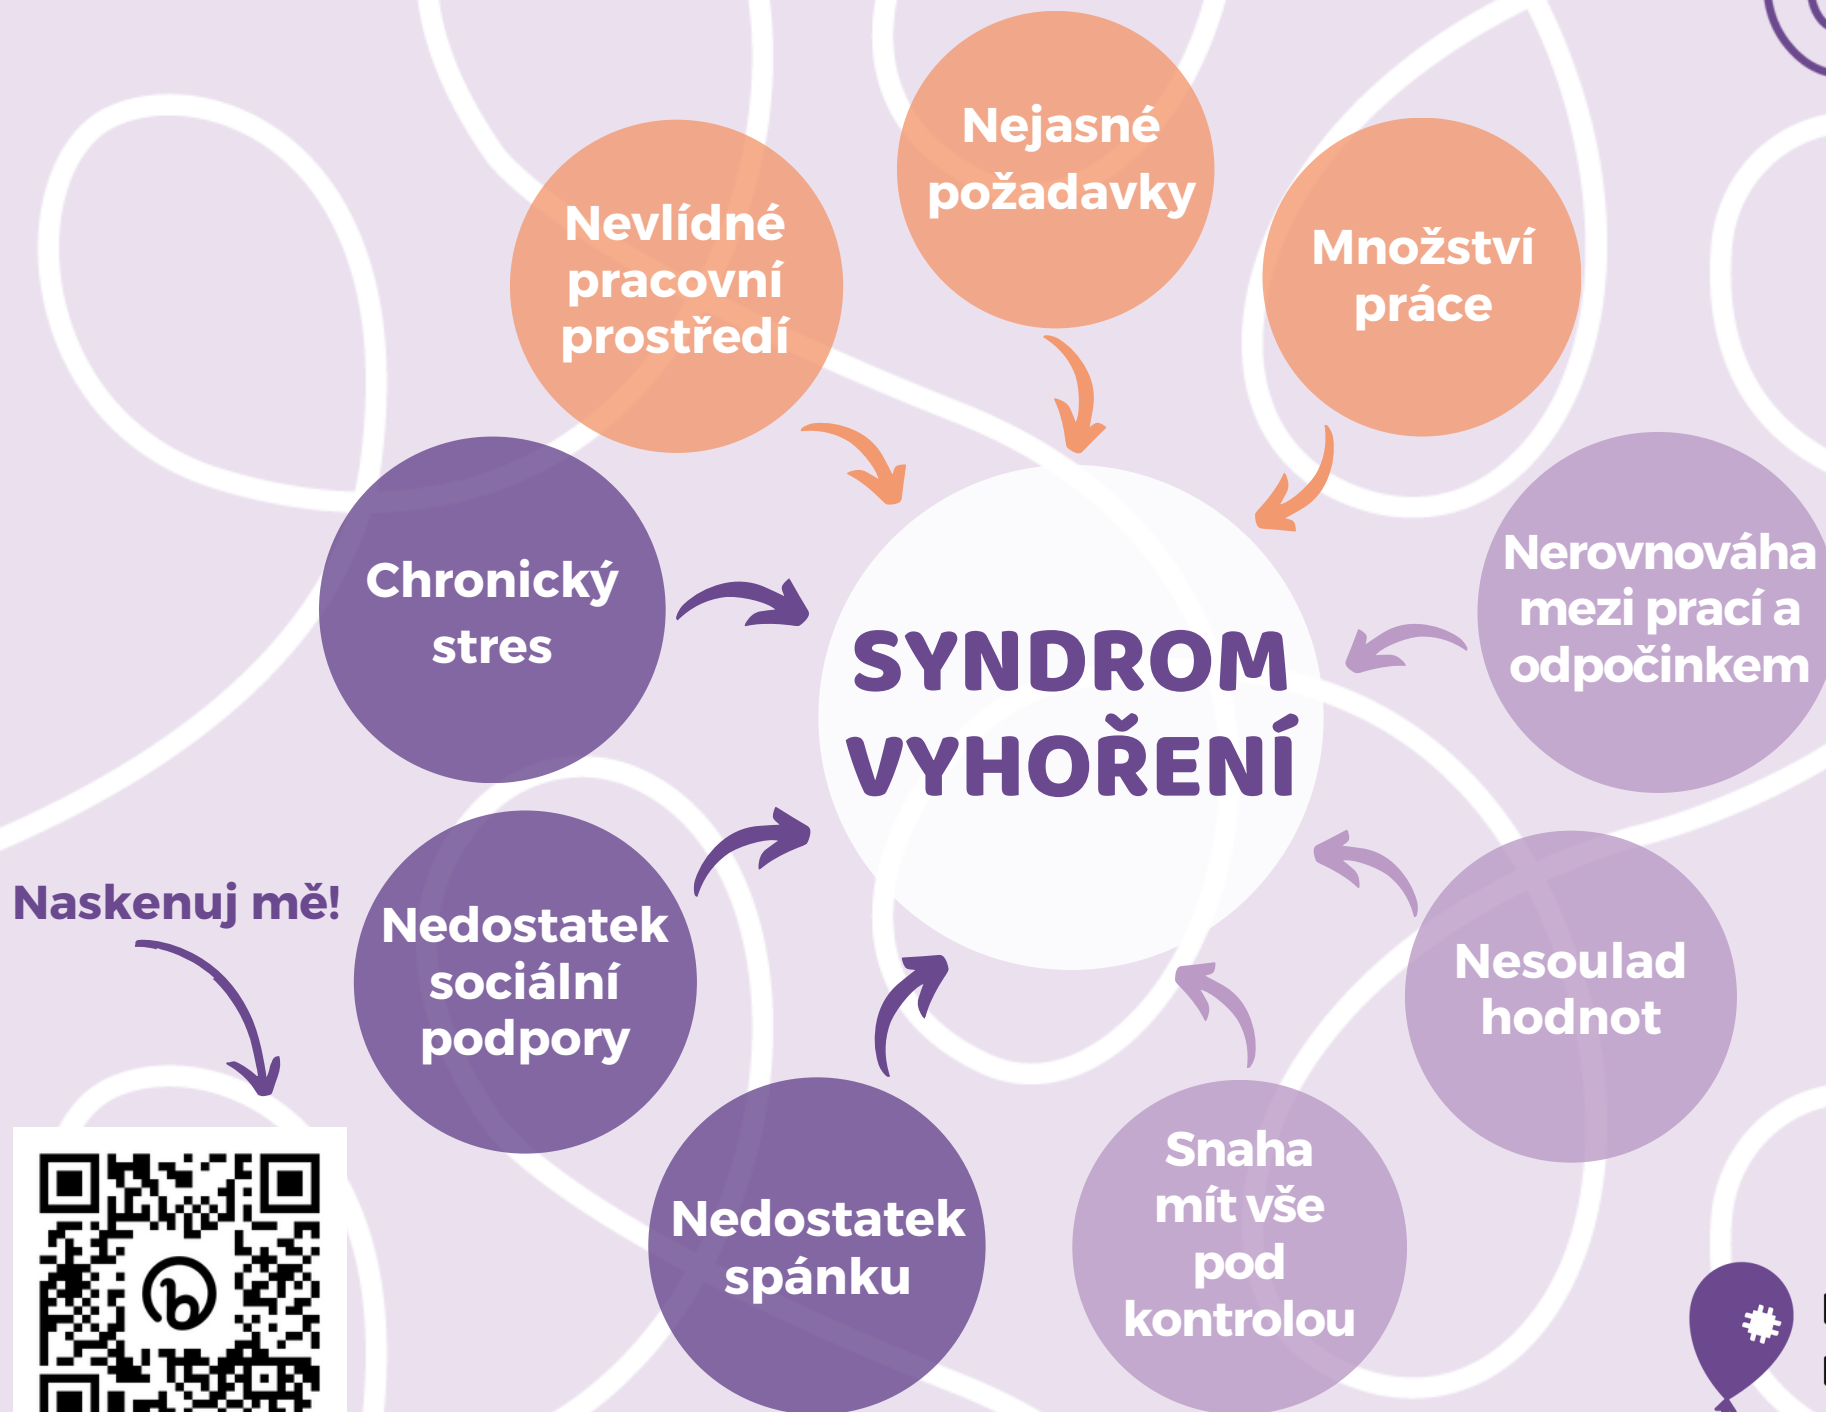 Nejasné
požadavky
Nevlídné
pracovní
prostředí
Množství
práce
Chronický
stres
Nerovnováha
mezi prací a
odpočinkem
SYNDROM
VYHOŘENÍ
Naskenuj mě!
Nedostatek
sociální
podpory
Nesoulad
hodnot
Snaha
mít vše
pod
kontrolou
Nedostatek
spánku
#